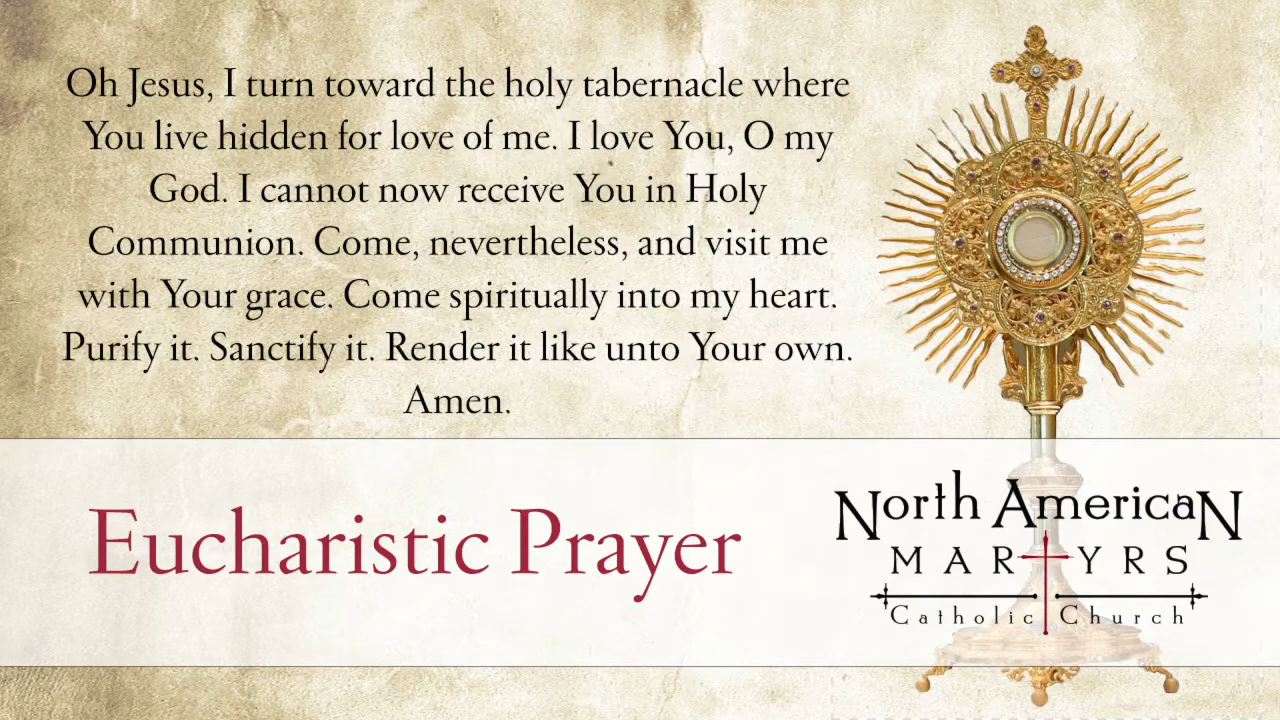 Oh Jesus, I turn toward the holy tabernacle where
You live hidden for love of me. I love You, O my
God. I cannot now receive You in Holy
Communion. Come, nevertheless, and visit me
with Your grace. Come spiritually into my heart.
Purify it. Sanctify it. Render it like unto Your own.
Amen.
Eucharistic Prayer
North American
MARTYRS
Catholic Church